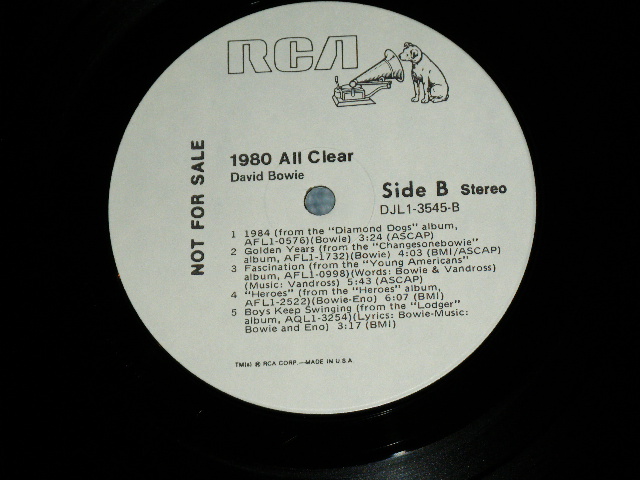 RCA
NOT FOR SALE
1980 All Clear
David Bowie
Side B Stereo
DJL1-3545-B
1 1984 (from the "Diamond Dogs" album,
AFL1-0576)(Bowie) 3:24 (ASCAP)
2 Golden Years (from the "Changesonebowie"
album, AFL1-1732)(Bowie) 4:03 (BMI/ASCAP)
3 Fascination (from the "Young Americans"
album, AFL1-0998)(Words: Bowie & Vandross)
(Music: Vandross) 5:43 (ASCAP)
4 "Heroes" (from the "Heroes" album,
AFL1-2522)(Bowie-Eno) 6:07 (BMI)
5 Boys Keep Swinging (from the "Lodger"
album, AQL1-3254)(Lyrics: Bowie-Music:
Bowie and Eno) 3:17 (BMI)
TM(s) ® RCA CORP.—MADE IN U.S.A